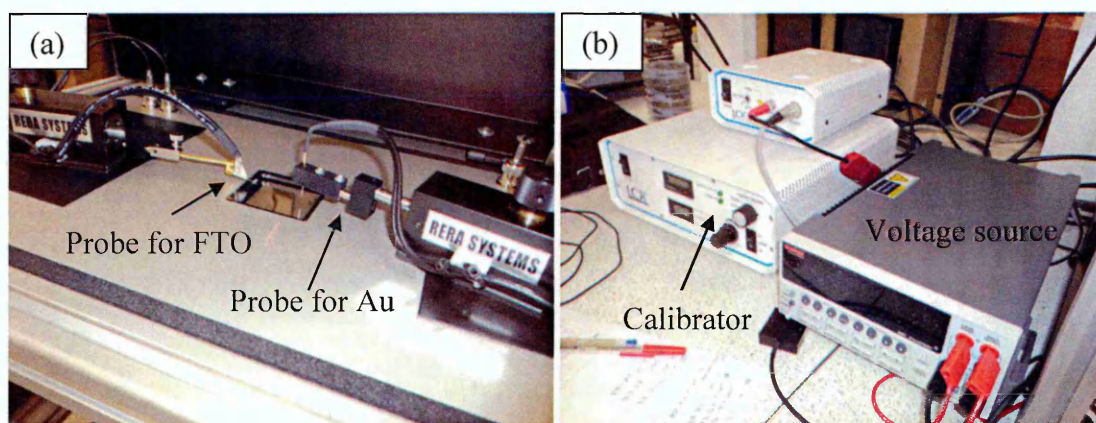 (a)
RERA SYSTEMS
Probe for FTO
RERA SYSTEMS
Probe for Au
(b)
Voltage source
Calibrator